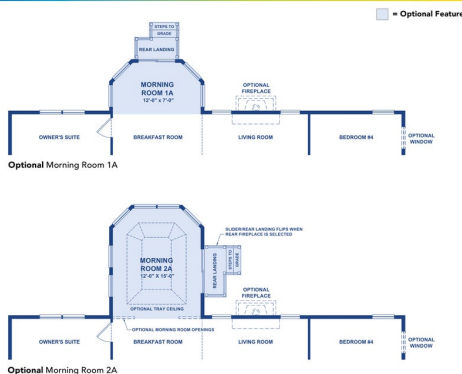 = Optional Feature
STEPS TO
GRADE
REAR LANDING
MORNING
ROOM 1A
12'-0" x 7'-0"
OPTIONAL
FIREPLACE
OWNER'S SUITE
BREAKFAST ROOM
LIVING ROOM
BEDROOM #4
OPTIONAL
WINDOW
Optional Morning Room 1A
SLIDER/REAR LANDING FLIPS WHEN
REAR FIREPLACE IS SELECTED
MORNING
ROOM 2A
12'-0" X 15'-0"
REAR LANDING
STEPS TO
GRADE
OPTIONAL TRAY CEILING
OPTIONAL
FIREPLACE
OPTIONAL MORNING ROOM OPENINGS
OWNER'S SUITE
BREAKFAST ROOM
LIVING ROOM
BEDROOM #4
OPTIONAL
WINDOW
Optional Morning Room 2A